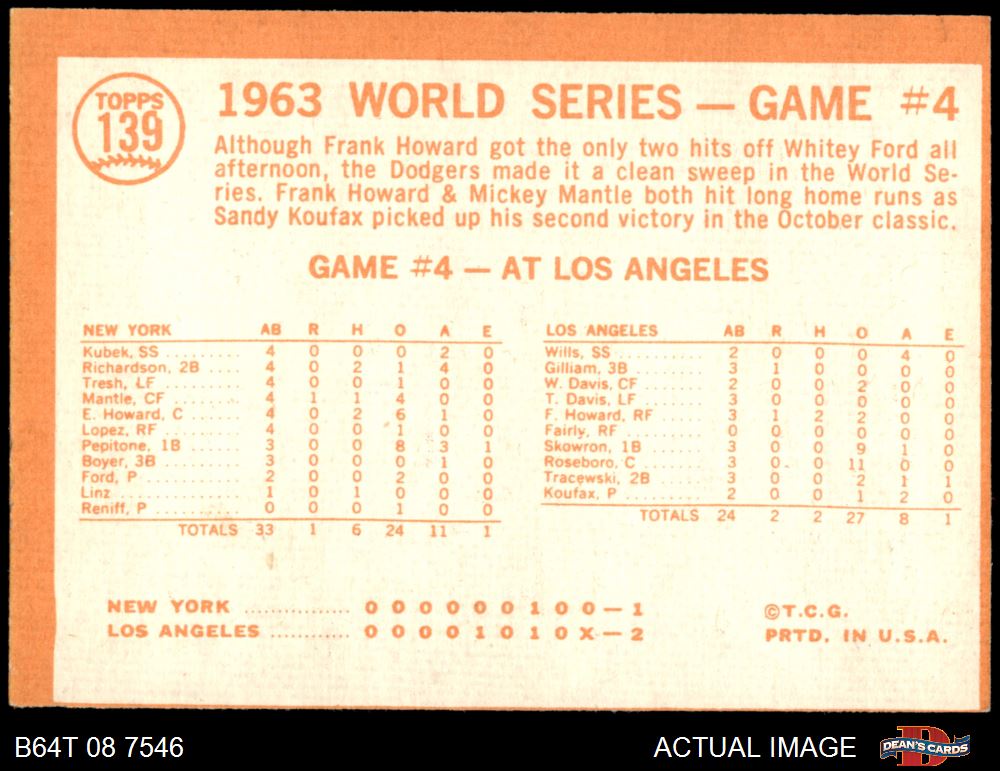 TOPPS
139
1963 WORLD SERIES — GAME #4
Although Frank Howard got the only two hits off Whitey Ford all
afternoon, the Dodgers made it a clean sweep in the World Se-
ries. Frank Howard & Mickey Mantle both hit long home runs as
Sandy Koufax picked up his second victory in the October classic.
GAME #4 — AT LOS ANGELES
NEW YORK AB R H O A E
Kubek, SS .......... 4 0 0 0 2 0
Richardson, 2B .... 4 0 2 1 4 0
Tresh, LF .......... 4 0 0 1 0 0
Mantle, CF ......... 4 1 1 4 0 0
E. Howard, C ...... 4 0 2 6 1 0
Lopez, RF .......... 4 0 0 1 0 0
Pepitone, 1B ....... 3 0 0 8 3 1
Boyer, 3B .......... 3 0 0 0 1 0
Ford, P ............ 2 0 0 2 0 0
Linz ............... 1 0 1 0 0 0
Reniff, P .......... 0 0 0 1 0 0
TOTALS 33 1 6 24 11 1
LOS ANGELES AB R H O A E
Wills, SS .......... 2 0 0 0 4 0
Gilliam, 3B ........ 3 1 0 0 0 0
W. Davis, CF ....... 2 0 0 2 0 0
T. Davis, LF ....... 3 0 0 0 0 0
F. Howard, RF ...... 3 1 2 2 0 0
Fairly, RF ......... 0 0 0 0 0 0
Skowron, 1B ........ 3 0 0 9 1 0
Roseboro, C ........ 3 0 0 11 0 0
Tracewski, 2B ...... 3 0 0 2 1 1
Koufax, P .......... 2 0 0 1 2 0
TOTALS 24 2 2 27 8 1
NEW YORK ............... 0 0 0 0 0 0 1 0 0 — 1
LOS ANGELES ........... 0 0 0 0 1 0 1 0 X — 2
©T.C.G.
PRTD. IN U.S.A.
B64T 08 7546
ACTUAL IMAGE
D
DEAN'S CARDS